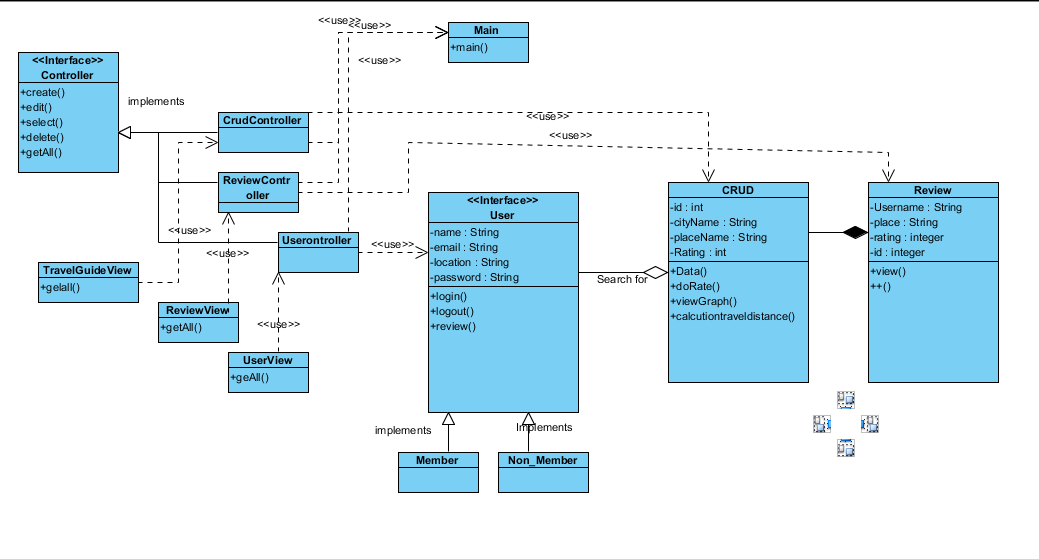 <<use>>
<<use>>
<<use>>
Main
+main()
<<Interface>>
Controller
+create()
+edit()
+select()
+delete()
+getAll()
implements
CrudController
<<use>>
<<use>>
ReviewContr
oller
<<use>>
<<use>>
Userontroller
<<use>>
<<Interface>>
User
-name : String
-email : String
-location : String
-password : String
+login()
+logout()
+review()
CRUD
-id : int
-cityName : String
-placeName : String
-Rating : int
+Data()
+doRate()
+viewGraph()
+calcutiontraveldistance()
Review
-Username : String
-place : String
-rating : integer
-id : integer
+view()
++()
Search for
TravelGuideView
+gelall()
ReviewView
+getAll()
<<use>>
UserView
+geAll()
implements
Implements
Member
Non_Member